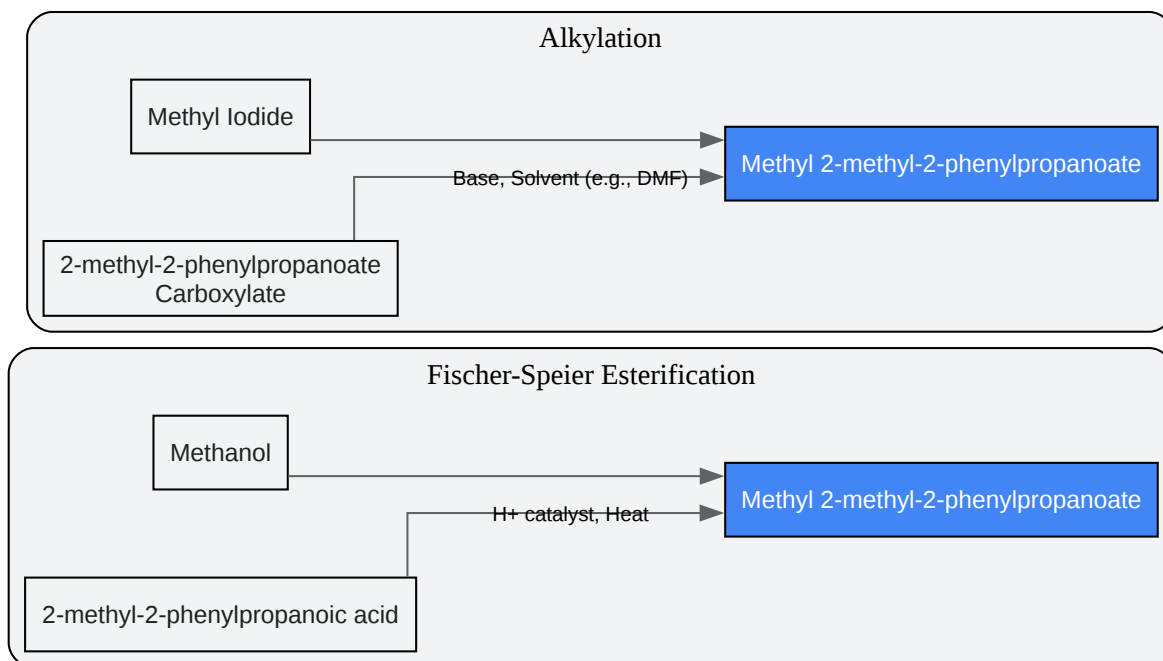 Alkylation
Methyl Iodide
Methyl 2-methyl-2-phenylpropanoate
Base, Solvent (e.g., DMF)
2-methyl-2-phenylpropanoate
Carboxylate
Fischer-Speier Esterification
Methanol
Methyl 2-methyl-2-phenylpropanoate
H+ catalyst, Heat
2-methyl-2-phenylpropanoic acid